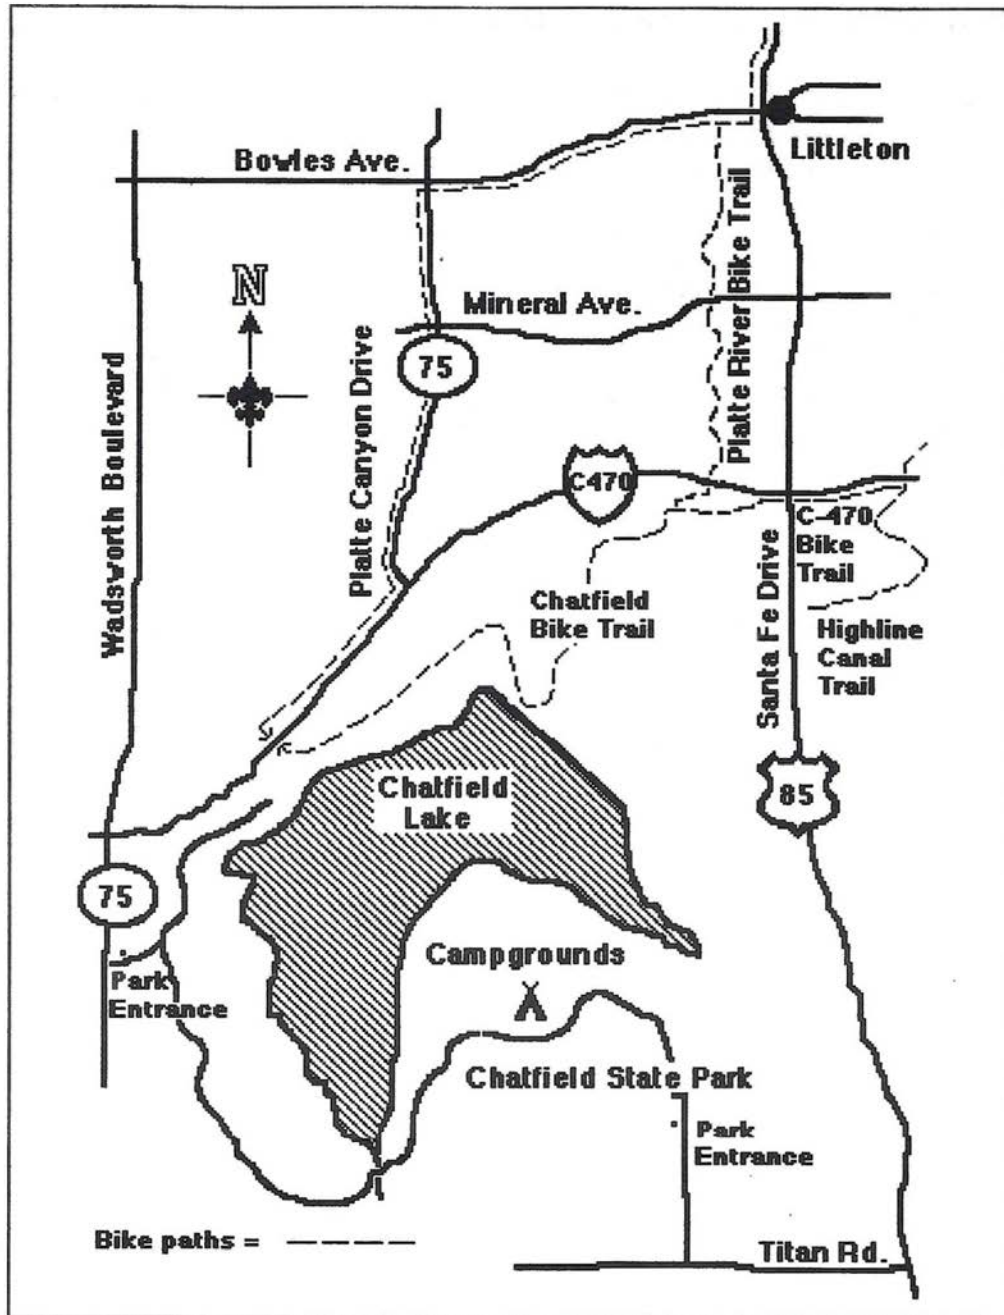 Littleton
Bowles Ave.
Platte River Bike Trail
N
Mineral Ave.
75
Wadsworth Boulevard
Platte Canyon Drive
C470
C-470
Bike
Trail
Chatfield
Bike Trail
Santa Fe Drive
Highline
Canal
Trail
Chatfield
Lake
85
75
Campgrounds
Park
Entrance
Chatfield State Park
Park
Entrance
Bike paths =
Titan Rd.